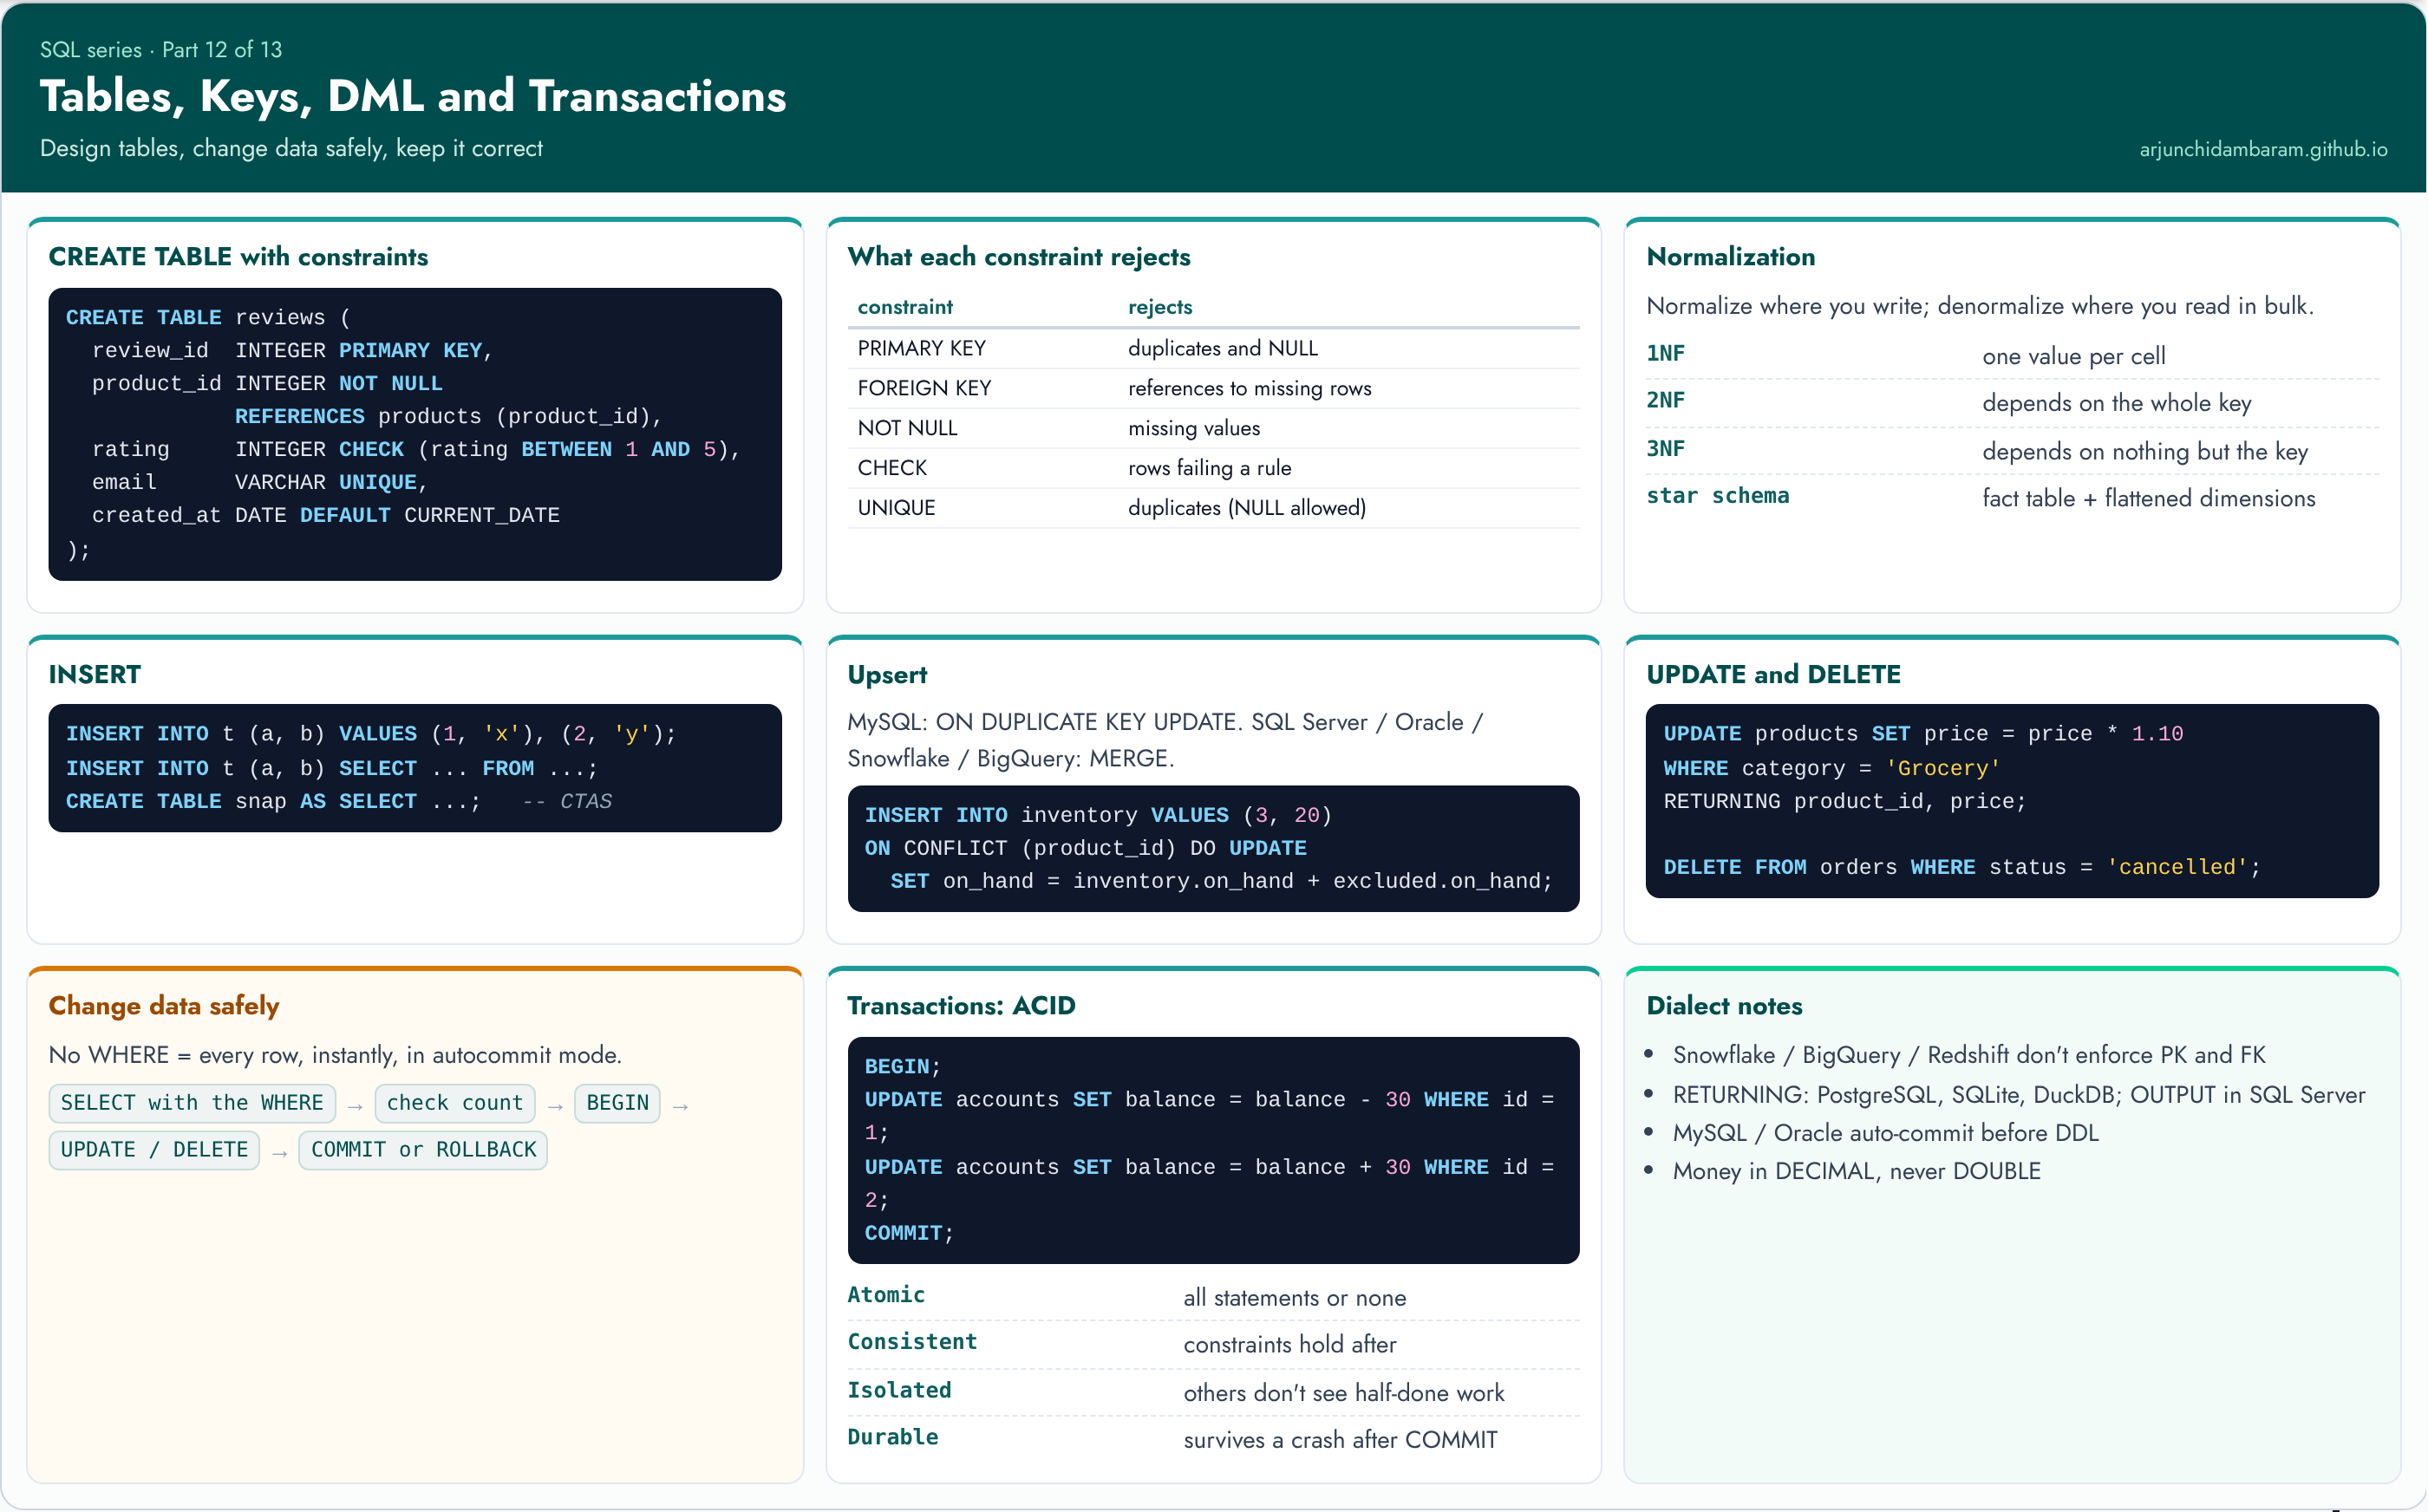 SQL series · Part 12 of 13
Tables, Keys, DML and Transactions
Design tables, change data safely, keep it correct
arjunchidambaram.github.io
CREATE TABLE with constraints
CREATE TABLE reviews (
  review_id  INTEGER PRIMARY KEY,
  product_id INTEGER NOT NULL
             REFERENCES products (product_id),
  rating     INTEGER CHECK (rating BETWEEN 1 AND 5),
  email      VARCHAR UNIQUE,
  created_at DATE DEFAULT CURRENT_DATE
);
What each constraint rejects
constraint rejects
PRIMARY KEY duplicates and NULL
FOREIGN KEY references to missing rows
NOT NULL missing values
CHECK rows failing a rule
UNIQUE duplicates (NULL allowed)
Normalization
Normalize where you write; denormalize where you read in bulk.
1NF one value per cell
2NF depends on the whole key
3NF depends on nothing but the key
star schema fact table + flattened dimensions
INSERT
INSERT INTO t (a, b) VALUES (1, 'x'), (2, 'y');
INSERT INTO t (a, b) SELECT ... FROM ...;
CREATE TABLE snap AS SELECT ...;   -- CTAS
Upsert
MySQL: ON DUPLICATE KEY UPDATE. SQL Server / Oracle /
Snowflake / BigQuery: MERGE.
INSERT INTO inventory VALUES (3, 20)
ON CONFLICT (product_id) DO UPDATE
  SET on_hand = inventory.on_hand + excluded.on_hand;
UPDATE and DELETE
UPDATE products SET price = price * 1.10
WHERE category = 'Grocery'
RETURNING product_id, price;
DELETE FROM orders WHERE status = 'cancelled';
Change data safely
No WHERE = every row, instantly, in autocommit mode.
SELECT with the WHERE → check count → BEGIN →
UPDATE / DELETE → COMMIT or ROLLBACK
Transactions: ACID
BEGIN;
UPDATE accounts SET balance = balance - 30 WHERE id =
1;
UPDATE accounts SET balance = balance + 30 WHERE id =
2;
COMMIT;
Atomic all statements or none
Consistent constraints hold after
Isolated others don't see half-done work
Durable survives a crash after COMMIT
Dialect notes
• Snowflake / BigQuery / Redshift don't enforce PK and FK
• RETURNING: PostgreSQL, SQLite, DuckDB; OUTPUT in SQL Server
• MySQL / Oracle auto-commit before DDL
• Money in DECIMAL, never DOUBLE